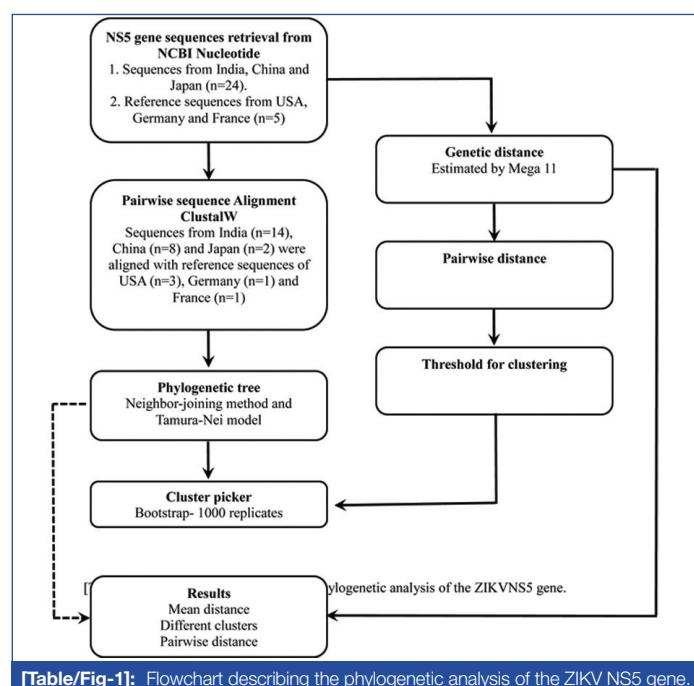 NS5 gene sequences retrieval from
NCBI Nucleotide
1. Sequences from India, China and
Japan (n=24).
2. Reference sequences from USA,
Germany and France (n=5)
Genetic distance
Estimated by Mega 11
Pairwise sequence Alignment
ClustalW
Sequences from India (n=14),
China (n=8) and Japan (n=2) were
aligned with reference sequences of
USA (n=3), Germany (n=1) and
France (n=1)
Pairwise distance
Threshold for clustering
Phylogenetic tree
Neighbor-joining method and
Tamura-Nei model
Cluster picker
Bootstrap- 1000 replicates
analysis of the ZIKVNS5 gene.
Results
Mean distance
Different clusters
Pairwise distance
[Table/Fig-1]: Flowchart describing the phylogenetic analysis of the ZIKV NS5 gene.